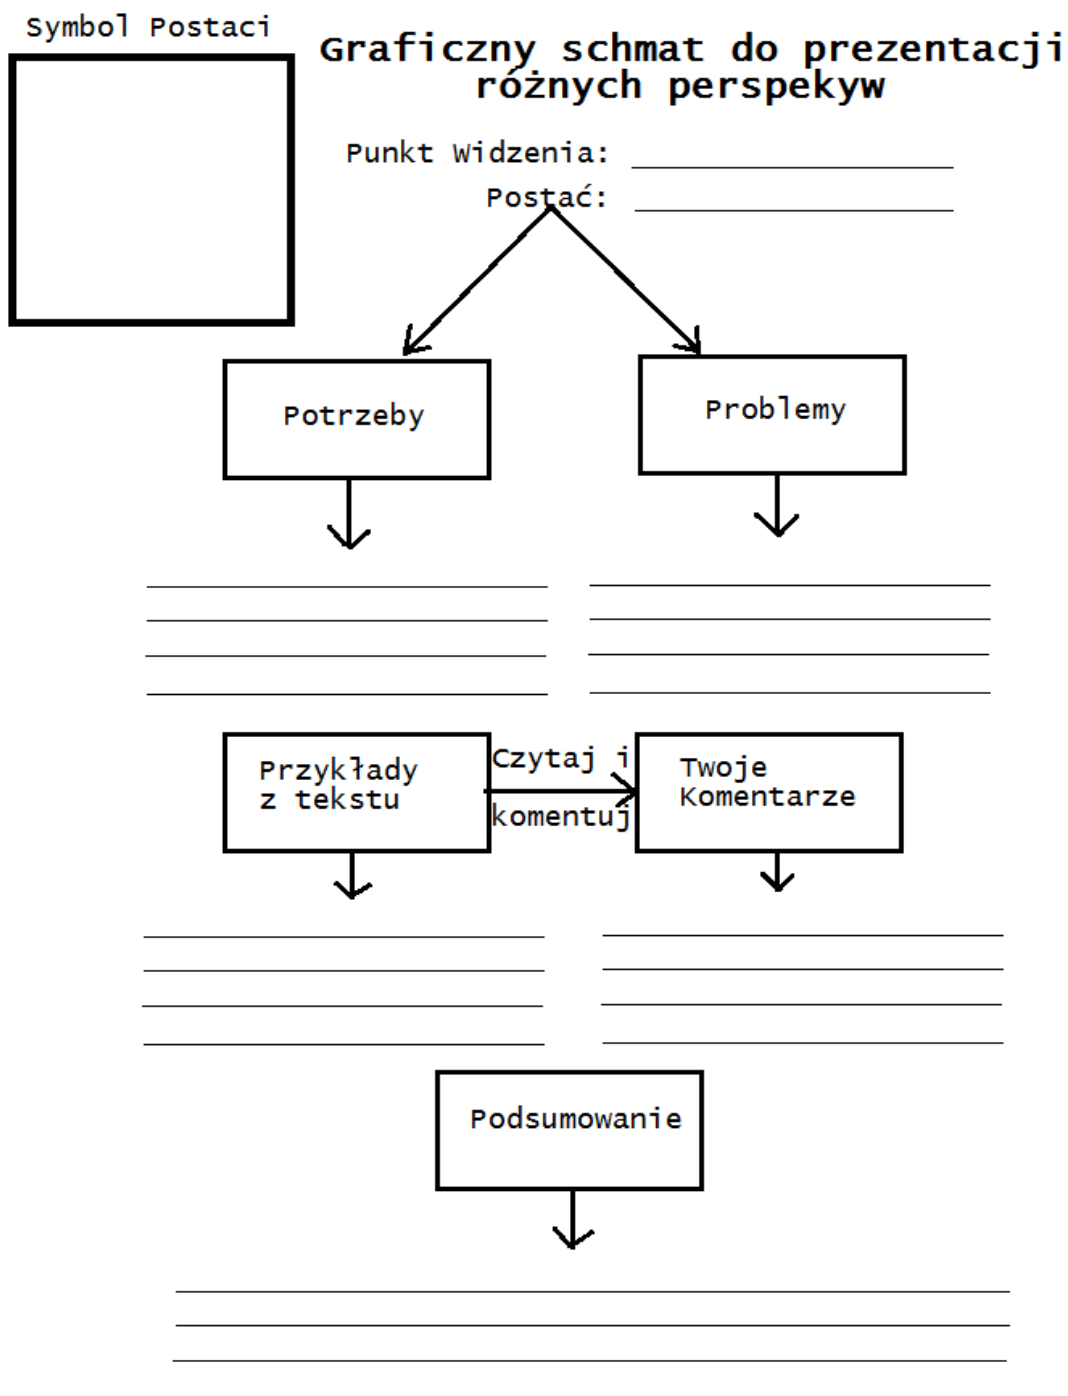 Symbol Postaci
Graficzny schmat do prezentacji
różnych perspekyw
Punkt Widzenia:
Postać:
Potrzeby
Problemy
Przykłady
z tekstu
Czytaj i
komentuj
Twoje
Komentarze
Podsumowanie